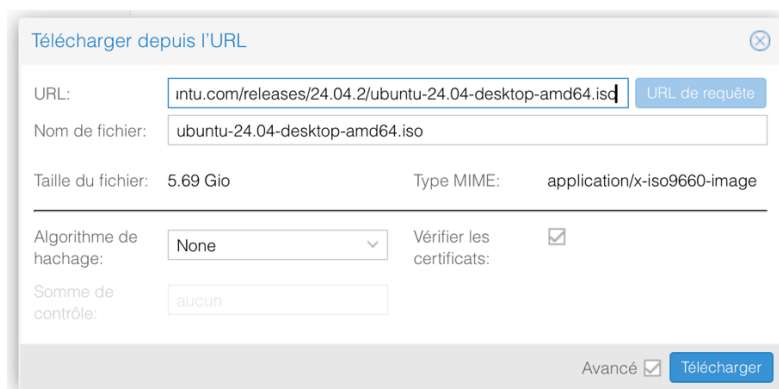 Télécharger depuis l'URL
URL: ıntu.com/releases/24.04.2/ubuntu-24.04-desktop-amd64.iso URL de requête
Nom de fichier: ubuntu-24.04-desktop-amd64.iso
Taille du fichier: 5.69 Gio Type MIME: application/x-iso9660-image
Algorithme de hachage: None Vérifier les certificats:
Somme de contrôle: aucun
Avancé Télécharger